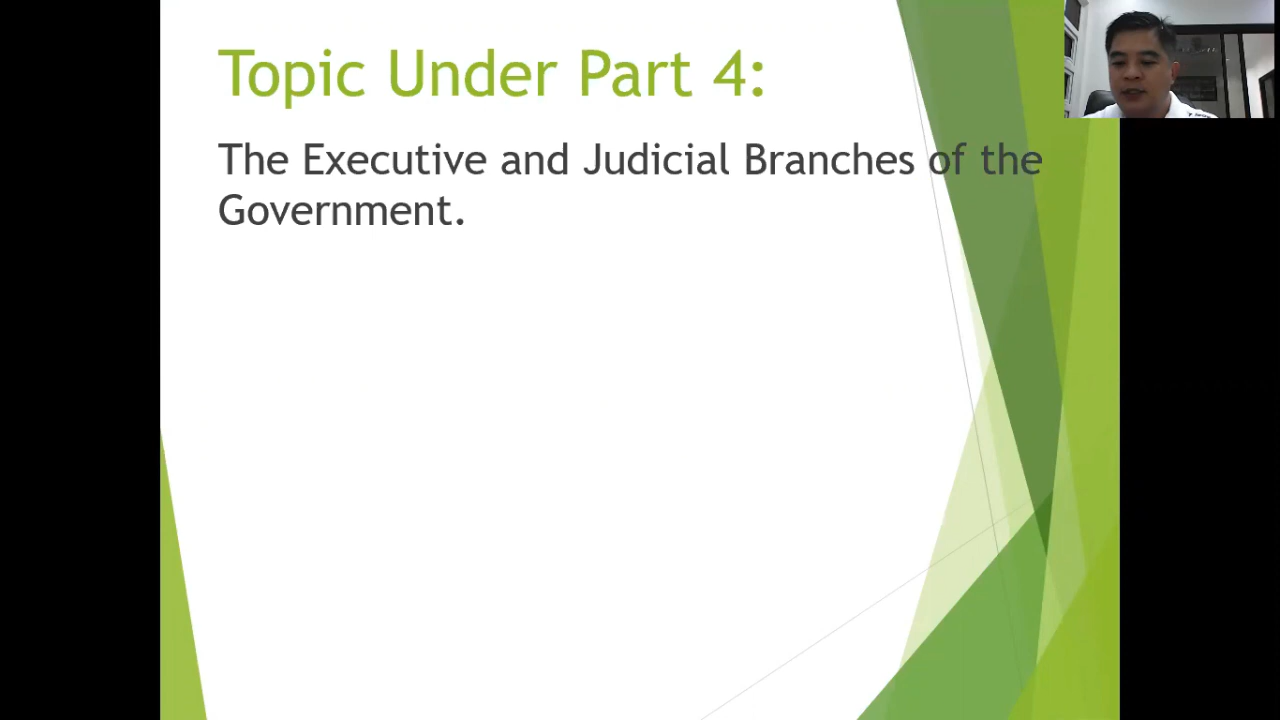 Topic Under Part 4:
The Executive and Judicial Branches of the
Government.